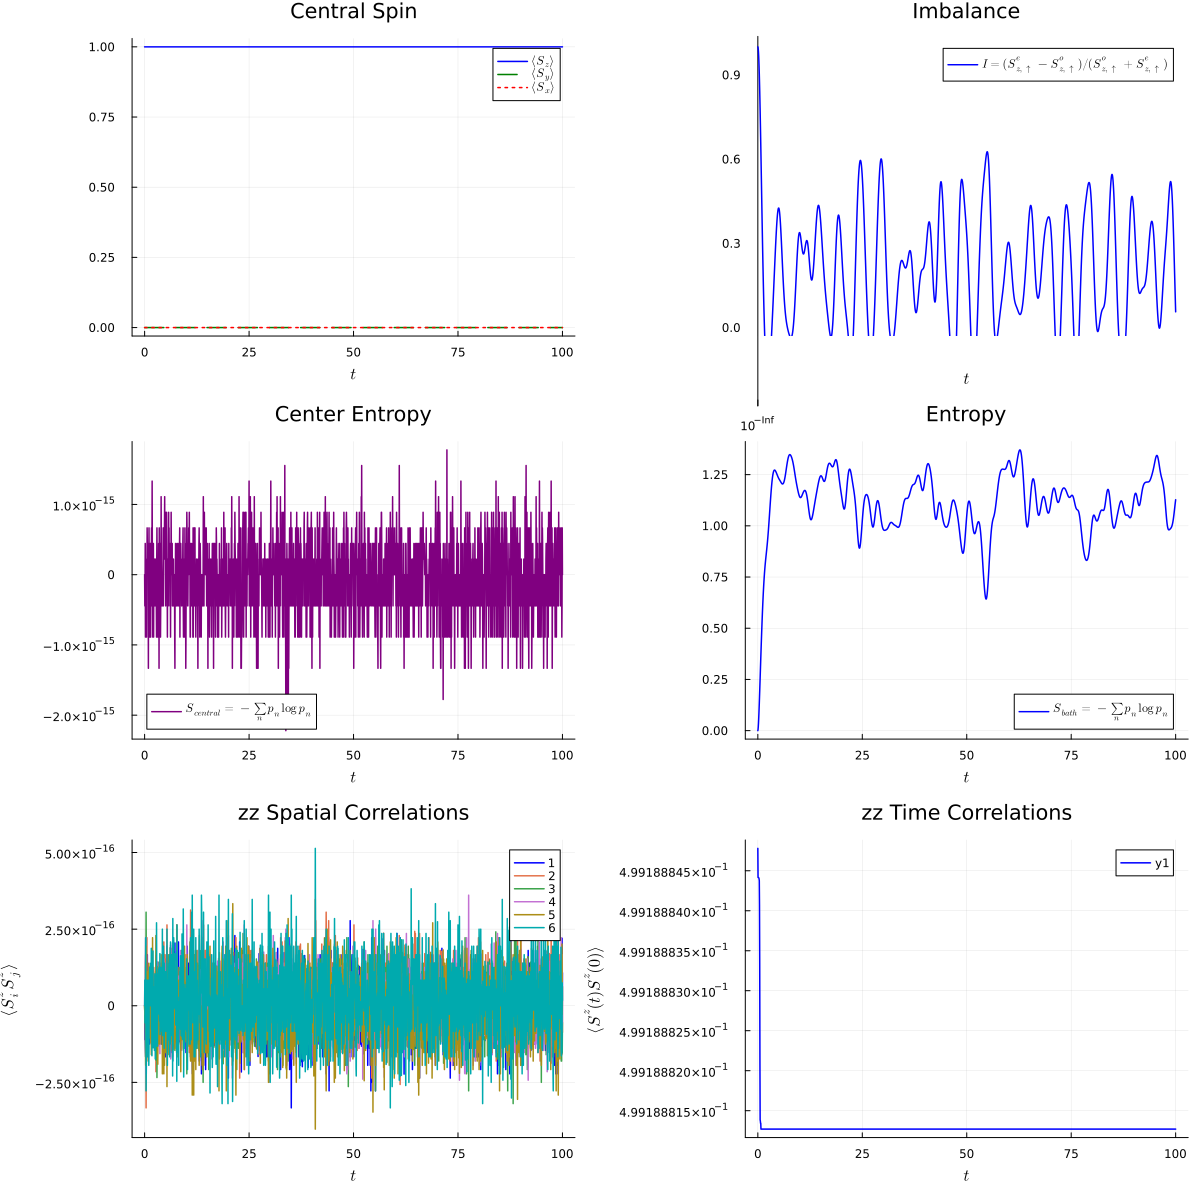 Central Spin
1.00
0.75
0.50
0.25
0.00
0 25 50 75 100
t
⟨S_z⟩
⟨S_y⟩
⟨S_x⟩
Imbalance
0.9
0.6
0.3
0.0
10^−Inf
t
I = (S^e_{z,↑} − S^o_{z,↑})/(S^o_{z,↑} + S^e_{z,↑})
Center Entropy
1.0×10^−15
0
−1.0×10^−15
−2.0×10^−15
0 25 50 75 100
t
S_central = − ∑_n p_n log p_n
Entropy
1.25
1.00
0.75
0.50
0.25
0.00
0 25 50 75 100
t
S_bath = − ∑_n p_n log p_n
zz Spatial Correlations
5.00×10^−16
2.50×10^−16
0
−2.50×10^−16
0 25 50 75 100
t
⟨S^z_i S^z_j⟩
1
2
3
4
5
6
zz Time Correlations
4.99188845×10^−1
4.99188840×10^−1
4.99188835×10^−1
4.99188830×10^−1
4.99188825×10^−1
4.99188820×10^−1
4.99188815×10^−1
0 25 50 75 100
t
⟨S^z(t)S^z(0)⟩
y1